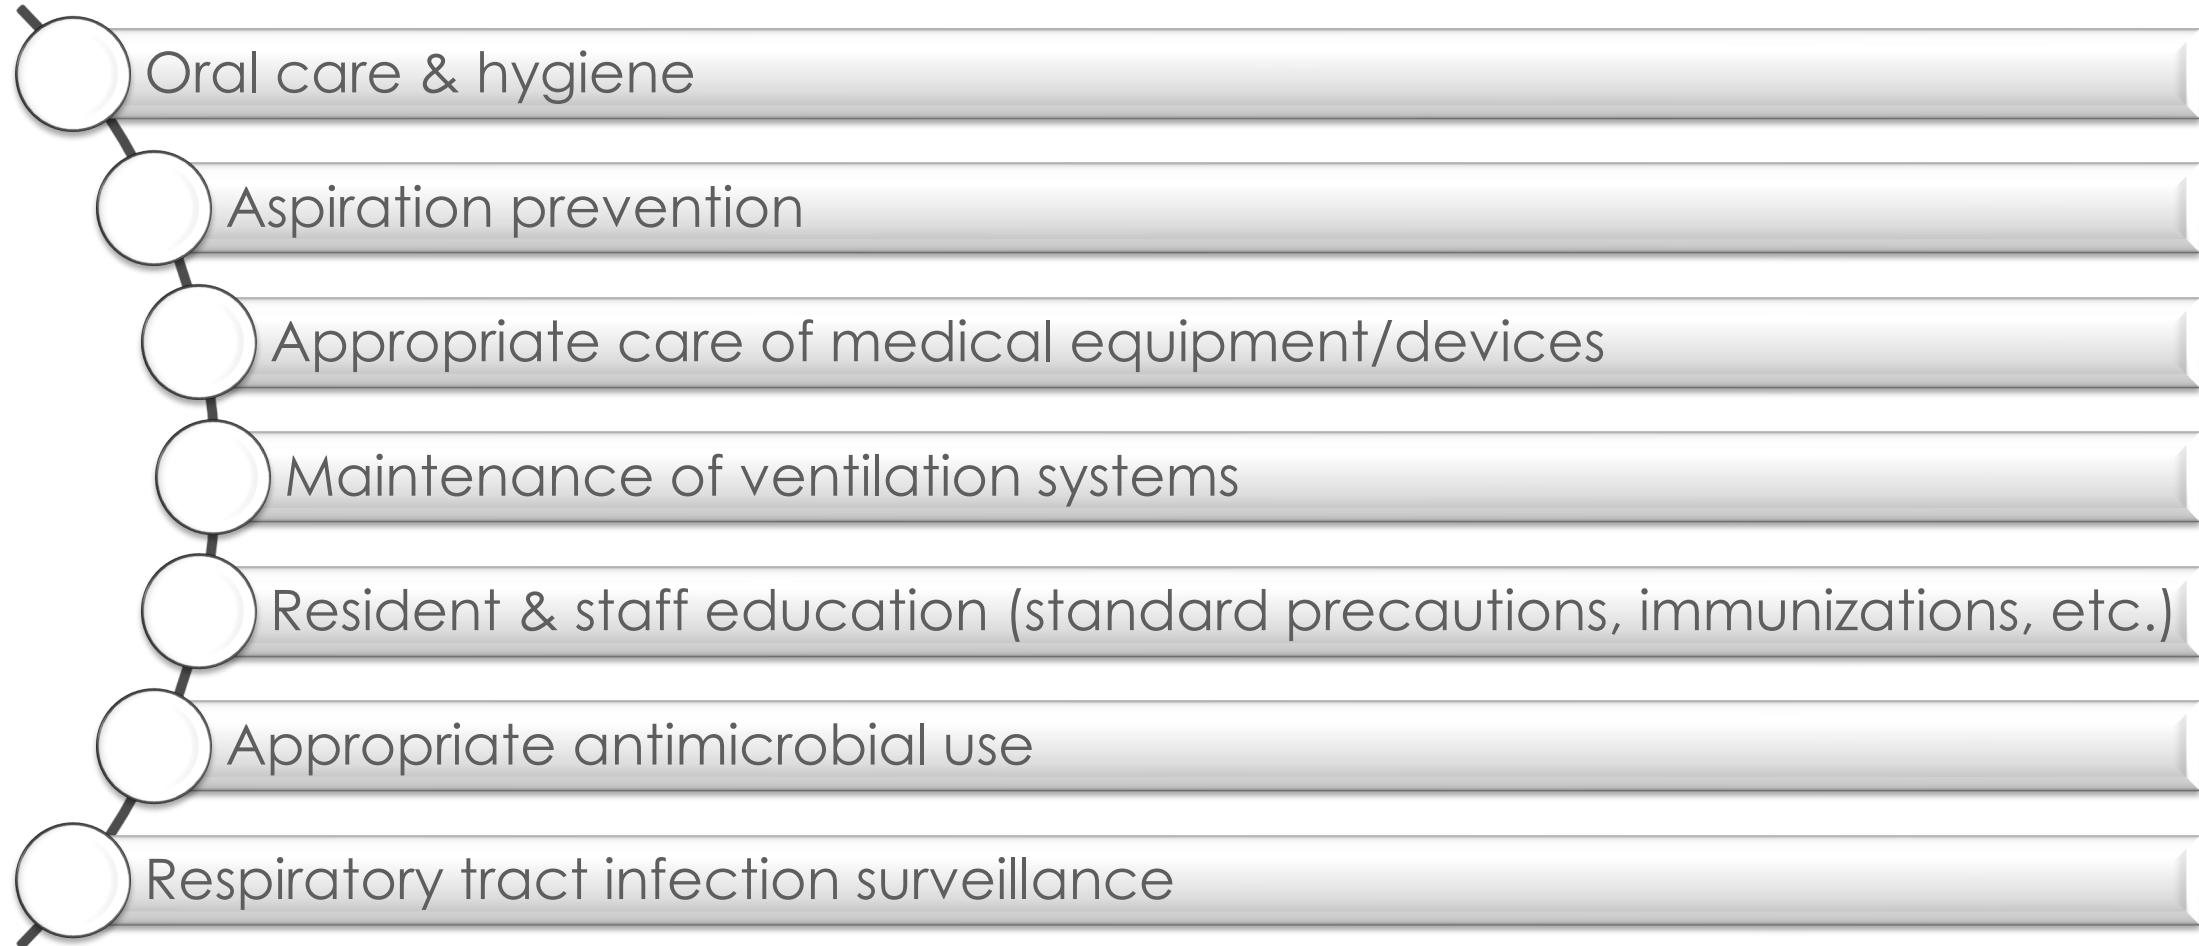 Oral care & hygiene
Aspiration prevention
Appropriate care of medical equipment/devices
Maintenance of ventilation systems
Resident & staff education (standard precautions, immunizations, etc.)
Appropriate antimicrobial use
Respiratory tract infection surveillance